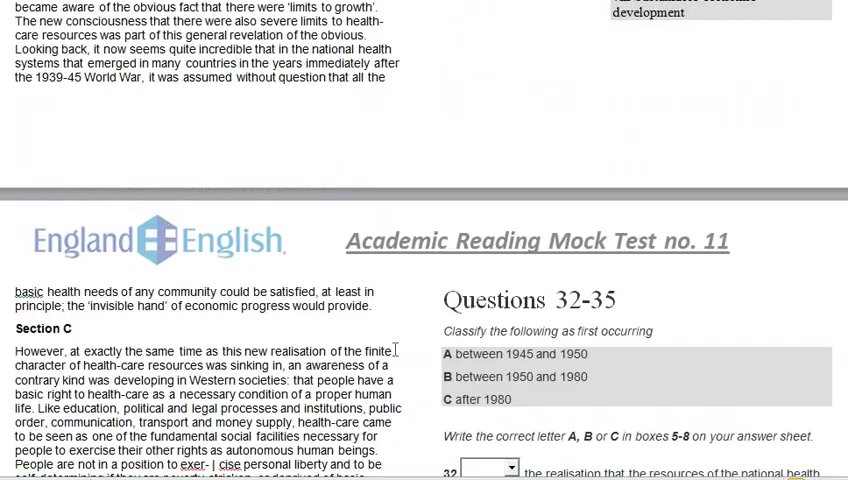 became aware of the obvious fact that there were 'limits to growth'.
The new consciousness that there were also severe limits to health-
care resources was part of this general revelation of the obvious.
Looking back, it now seems quite incredible that in the national health
systems that emerged in many countries in the years immediately after
the 1939-45 World War, it was assumed without question that all the
development
England English
Academic Reading Mock Test no. 11
basic health needs of any community could be satisfied, at least in
principle; the 'invisible hand' of economic progress would provide.
Section C
However, at exactly the same time as this new realisation of the finite
character of health-care resources was sinking in, an awareness of a
contrary kind was developing in Western societies: that people have a
basic right to health-care as a necessary condition of a proper human
life. Like education, political and legal processes and institutions, public
order, communication, transport and money supply, health-care came
to be seen as one of the fundamental social facilities necessary for
people to exercise their other rights as autonomous human beings.
People are not in a position to exer- | cise personal liberty and to be
Questions 32-35
Classify the following as first occurring
A between 1945 and 1950
B between 1950 and 1980
C after 1980
Write the correct letter A, B or C in boxes 5-8 on your answer sheet.
32 the realisation that the resources of the national health